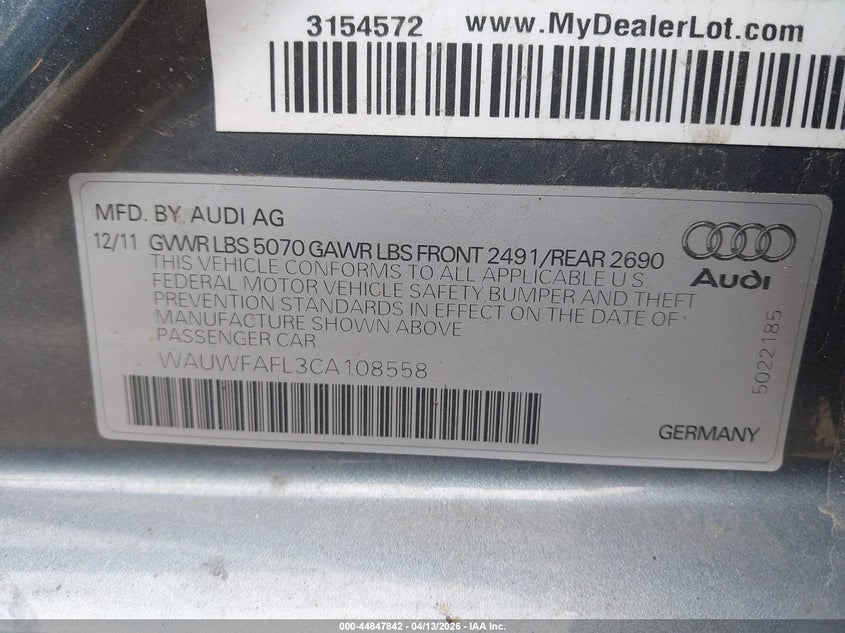 3154572 www.MyDealerLot.com
MFD. BY AUDI AG
12/11 GVWR LBS 5070 GAWR LBS FRONT 2491/REAR 2690
THIS VEHICLE CONFORMS TO ALL APPLICABLE U S
FEDERAL MOTOR VEHICLE SAFETY, BUMPER AND THEFT
PREVENTION STANDARDS IN EFFECT ON THE DATE OF
MANUFACTURE SHOWN ABOVE
PASSENGER CAR
WAUWFAFL3CA108558
Audi
5022185
GERMANY
000-44847842 - 04/13/2026 - IAA Inc.